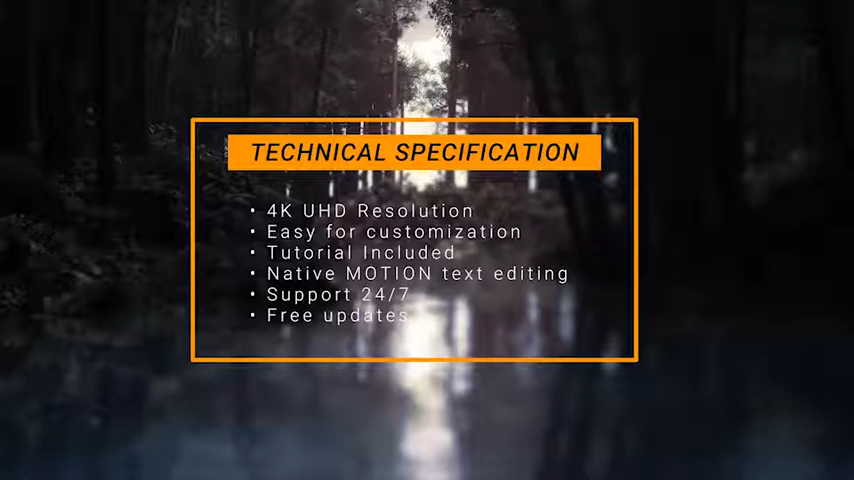 TECHNICAL SPECIFICATION
• 4K UHD Resolution
• Easy for customization
• Tutorial Included
• Native MOTION text editing
• Support 24/7
• Free updates